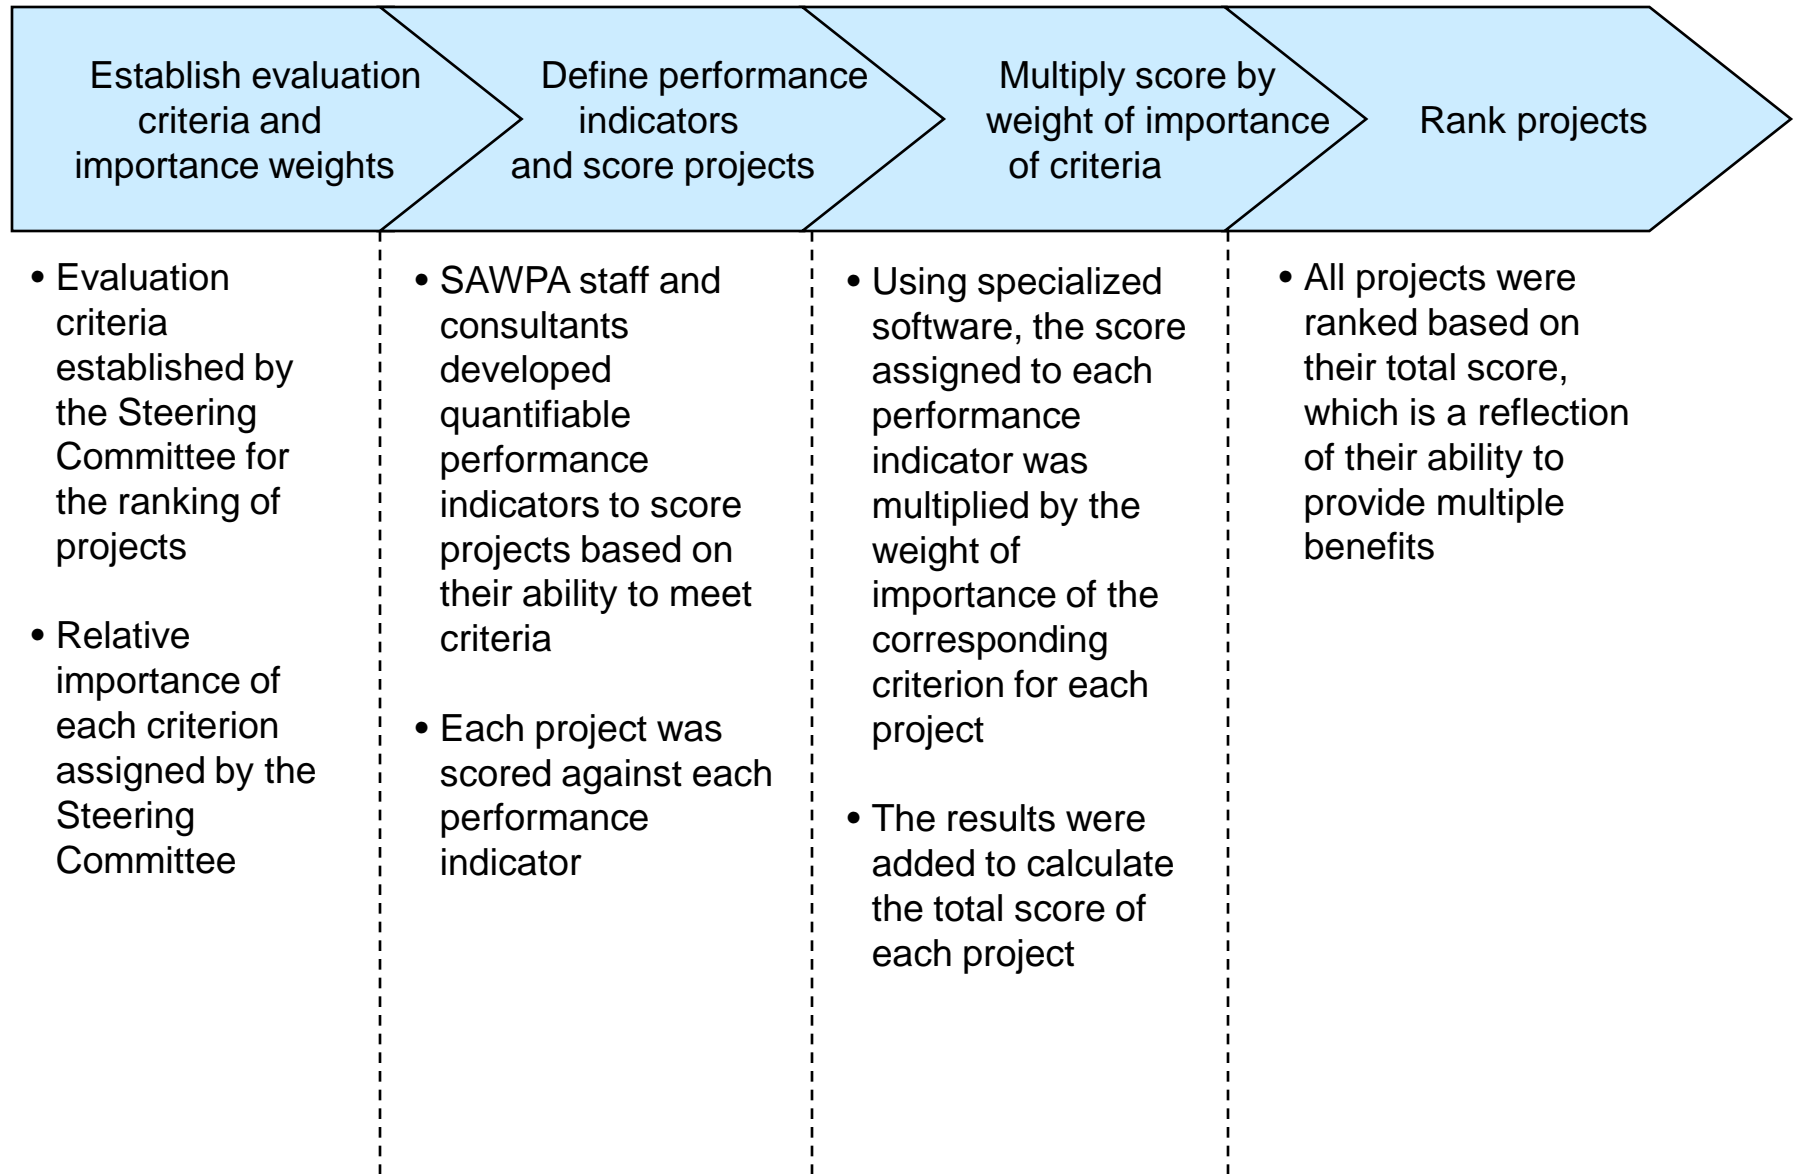 Establish evaluation
criteria and
importance weights
Define performance
indicators
and score projects
Multiply score by
weight of importance
of criteria
Rank projects
• Evaluation
criteria
established by
the Steering
Committee for
the ranking of
projects
• Relative
importance of
each criterion
assigned by the
Steering
Committee
• SAWPA staff and
consultants
developed
quantifiable
performance
indicators to score
projects based on
their ability to meet
criteria
• Each project was
scored against each
performance
indicator
• Using specialized
software, the score
assigned to each
performance
indicator was
multiplied by the
weight of
importance of the
corresponding
criterion for each
project
• The results were
added to calculate
the total score of
each project
• All projects were
ranked based on
their total score,
which is a reflection
of their ability to
provide multiple
benefits